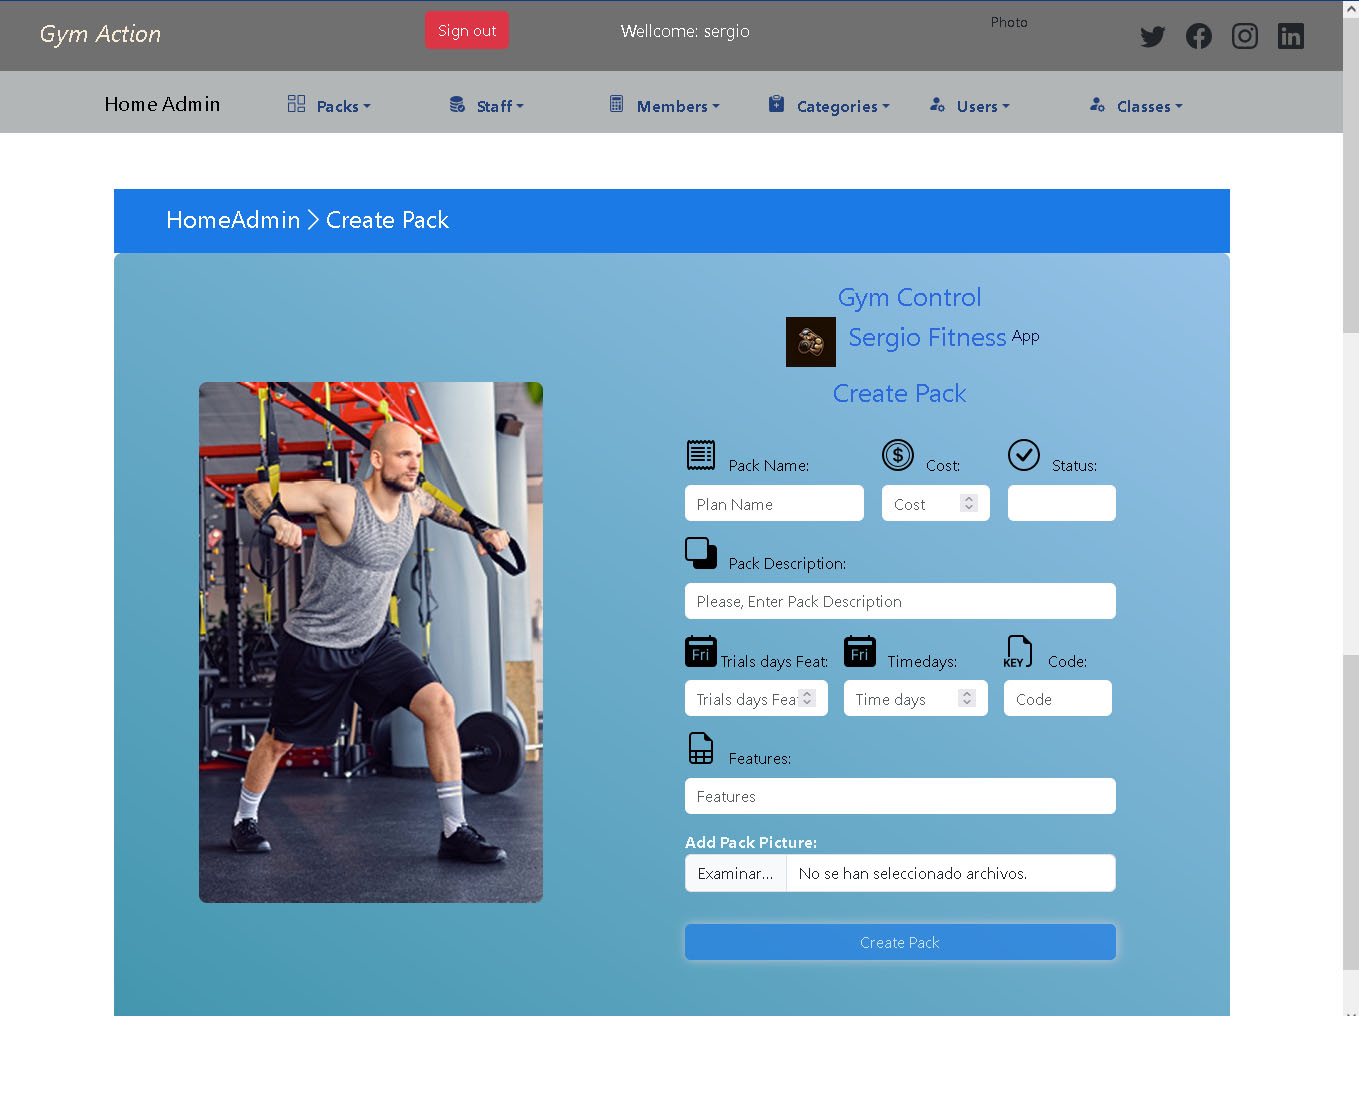 Gym Action
Sign out
Wellcome: sergio
Photo
Home Admin
Packs
Staff
Members
Categories
Users
Classes
HomeAdmin > Create Pack
Gym Control
Sergio Fitness App
Create Pack
Pack Name:
Cost:
Status:
Plan Name
Cost
Pack Description:
Please, Enter Pack Description
Fri Trials days Feat:
Fri Timedays:
KEY Code:
Trials days Feat
Time days
Code
Features:
Features
Add Pack Picture:
Examinar... No se han seleccionado archivos.
Create Pack